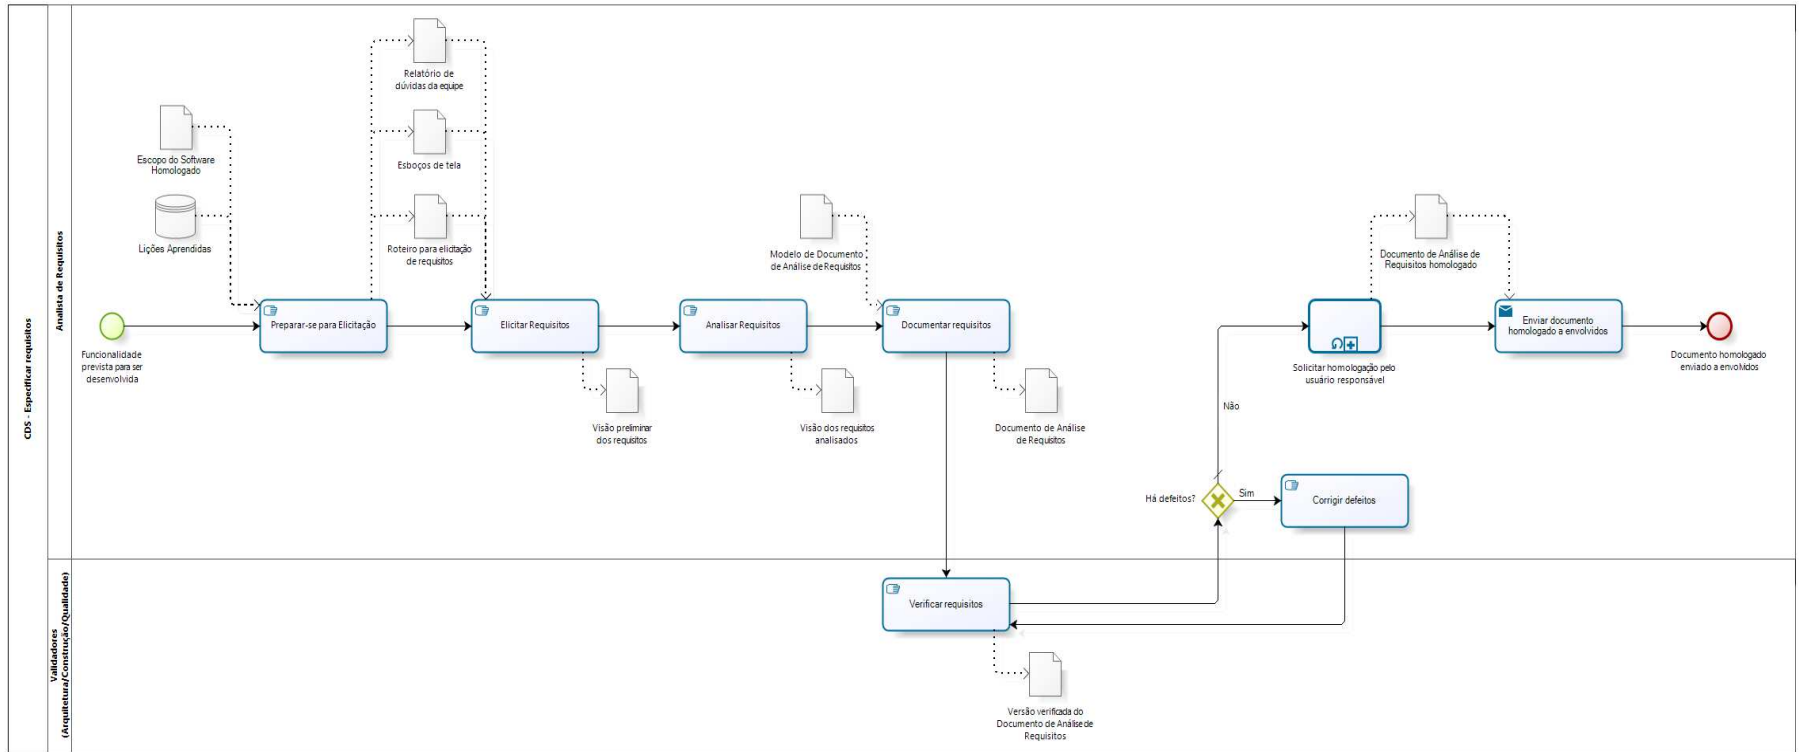 CDS - Especificar requisitos
Analista de Requisitos
Relatório de
dúvidas da equipe
Escopo do Software
Homologado
Esboços de tela
Lições Aprendidas
Roteiro para elicitação
de requisitos
Modelo de Documento
de Análise de Requisitos
Documento de Análise de
Requisitos homologado
Funcionalidade
prevista para ser
desenvolvida
Preparar-se para Elicitação
Elicitar Requisitos
Analisar Requisitos
Documentar requisitos
Solicitar homologação pelo
usuário responsável
Enviar documento
homologado a envolvidos
Documento homologado
enviado a envolvidos
Visão preliminar
dos requisitos
Visão dos requisitos
analisados
Documento de Análise
de Requisitos
Não
Há defeitos?
Sim
Corrigir defeitos
Validadores
(Arquitetura/Construção/Qualidade)
Verificar requisitos
Versão verificada do
Documento de Análise de
Requisitos